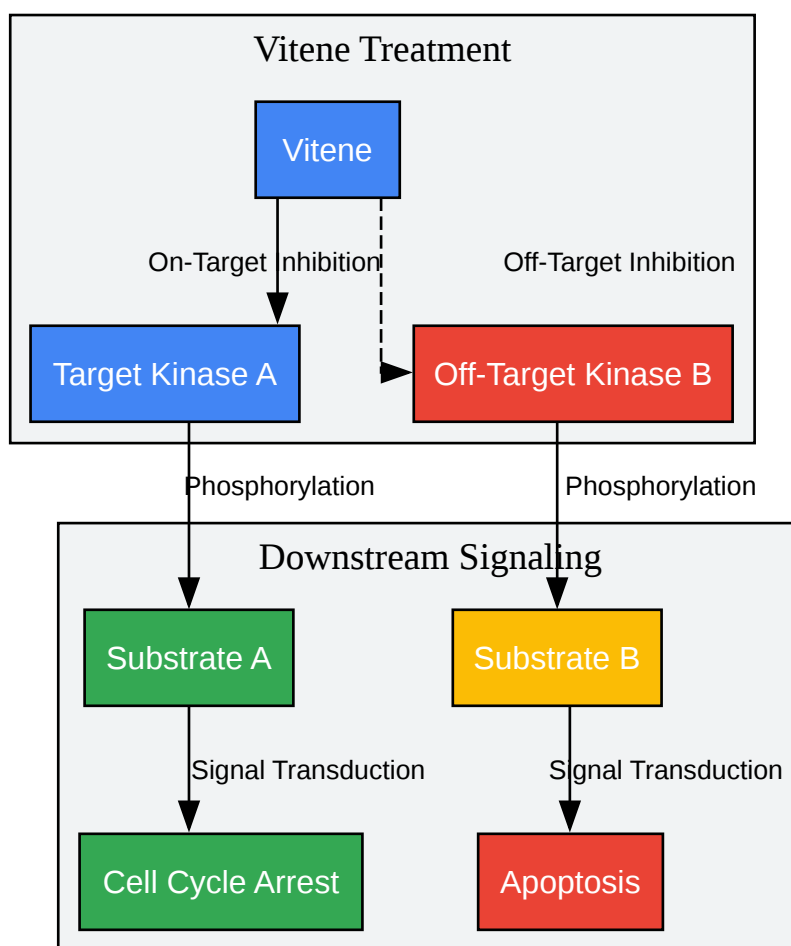 Vitene Treatment
Vitene
On-Target Inhibition
Off-Target Inhibition
Target Kinase A
Off-Target Kinase B
Phosphorylation
Phosphorylation
Downstream Signaling
Substrate A
Substrate B
Signal Transduction
Signal Transduction
Cell Cycle Arrest
Apoptosis